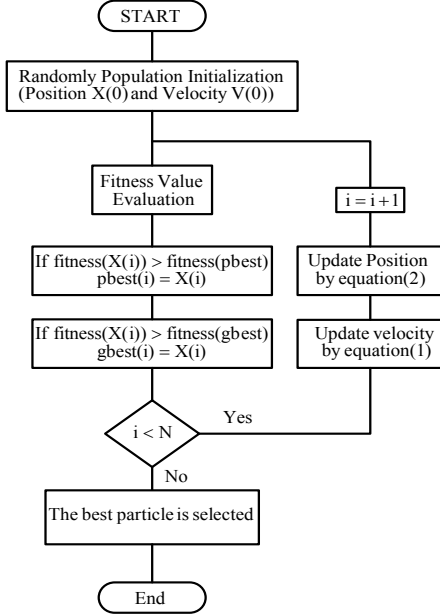 START
Randomly Population Initialization
(Position X(0) and Velocity V(0))
Fitness Value
Evaluation
i = i+1
If fitness(X(i)) > fitness(pbest)
pbest(i) = X(i)
Update Position
by equation(2)
If fitness(X(i)) > fitness(gbest)
gbest(i) = X(i)
Update velocity
by equation(1)
i < N
Yes
No
The best particle is selected
End